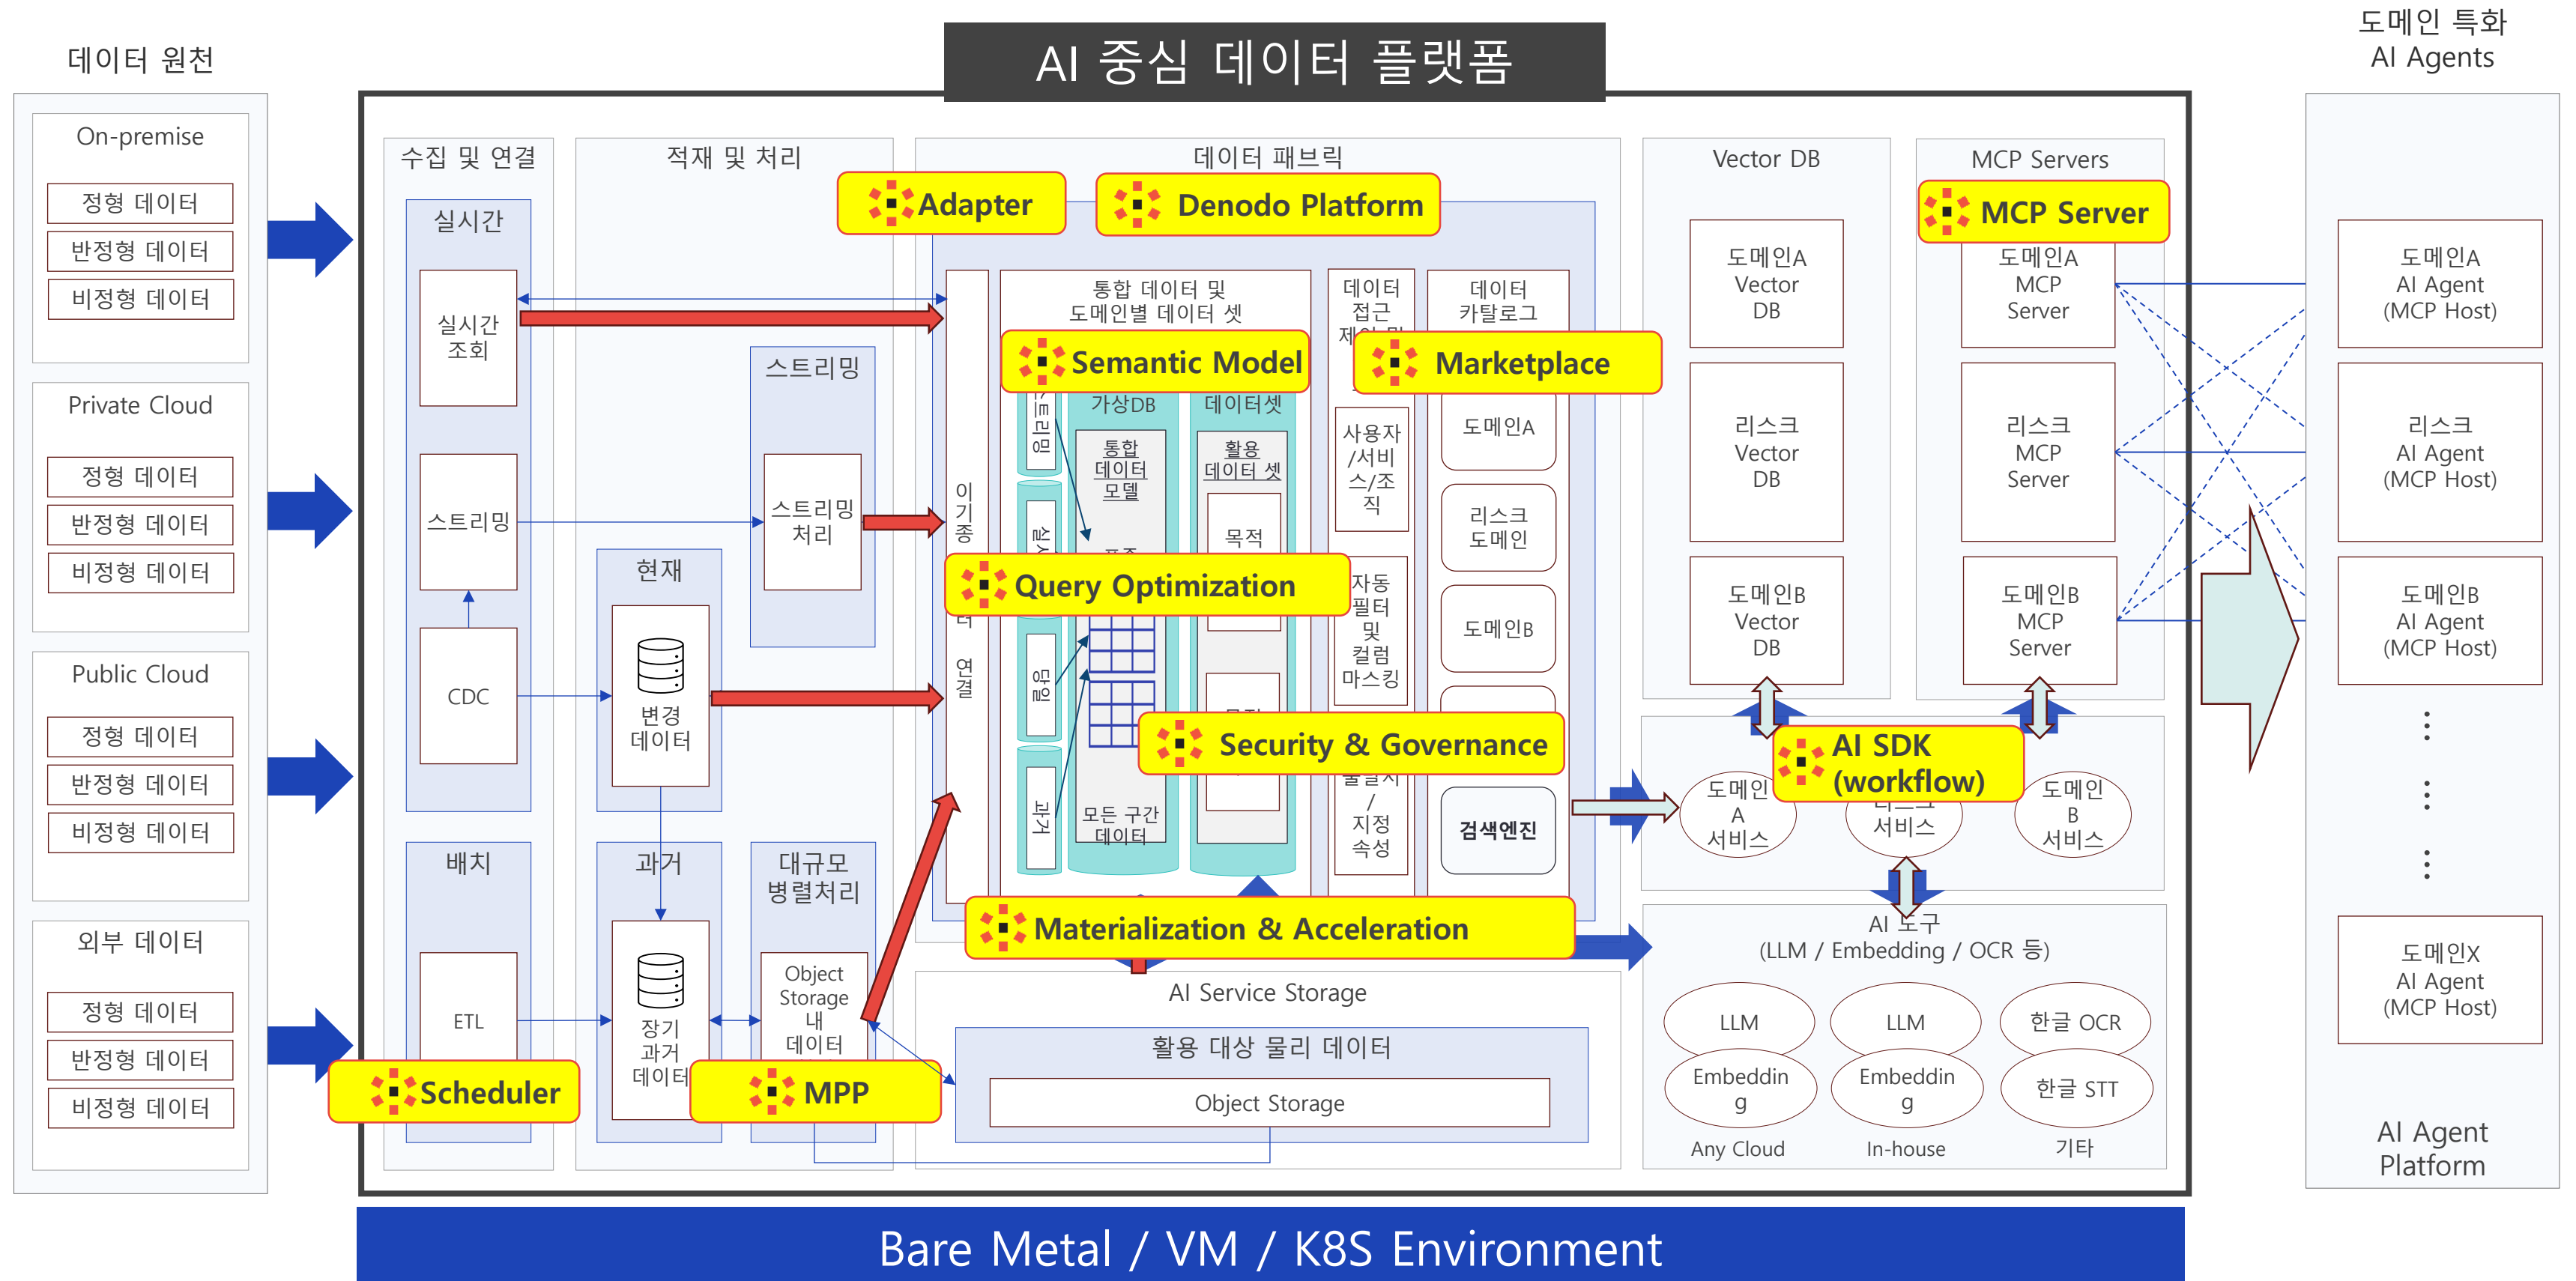 AI 중심 데이터 플랫폼
데이터 원천
On-premise
정형 데이터
반정형 데이터
비정형 데이터
Private Cloud
정형 데이터
반정형 데이터
비정형 데이터
Public Cloud
정형 데이터
반정형 데이터
비정형 데이터
외부 데이터
정형 데이터
반정형 데이터
비정형 데이터
수집 및 연결
실시간
실시간
조회
스트리밍
CDC
배치
ETL
Scheduler
적재 및 처리
스트리밍
스트리밍
처리
현재
변경
데이터
과거
장기
과거
데이터
대규모
병렬처리
Object
Storage
내
데이터
MPP
데이터 패브릭
Adapter
Denodo Platform
이
기
종
터
연
결
통합 데이터 및
도메인별 데이터 셋
Semantic Model
트리밍
당일
과거
가상DB
통합
데이터
모델
모든 구간
데이터
데이터셋
활용
데이터 셋
목적
Query Optimization
데이터
접근
사용자
/서비
스/조
직
자동
필터
및
컬럼
마스킹
/
지정
속성
데이터
카탈로그
Marketplace
도메인A
리스크
도메인
도메인B
Security & Governance
검색엔진
Materialization & Acceleration
AI Service Storage
활용 대상 물리 데이터
Object Storage
Vector DB
도메인A
Vector
DB
리스크
Vector
DB
도메인B
Vector
DB
MCP Servers
MCP Server
도메인A
MCP
Server
리스크
MCP
Server
도메인B
MCP
Server
AI SDK
(workflow)
도메인
A
서비스
서비스
도메인
B
서비스
AI 도구
(LLM / Embedding / OCR 등)
LLM
Embeddin
g
Any Cloud
LLM
Embeddin
g
In-house
한글 OCR
한글 STT
기타
도메인 특화
AI Agents
도메인A
AI Agent
(MCP Host)
리스크
AI Agent
(MCP Host)
도메인B
AI Agent
(MCP Host)
도메인X
AI Agent
(MCP Host)
AI Agent
Platform
Bare Metal / VM / K8S Environment